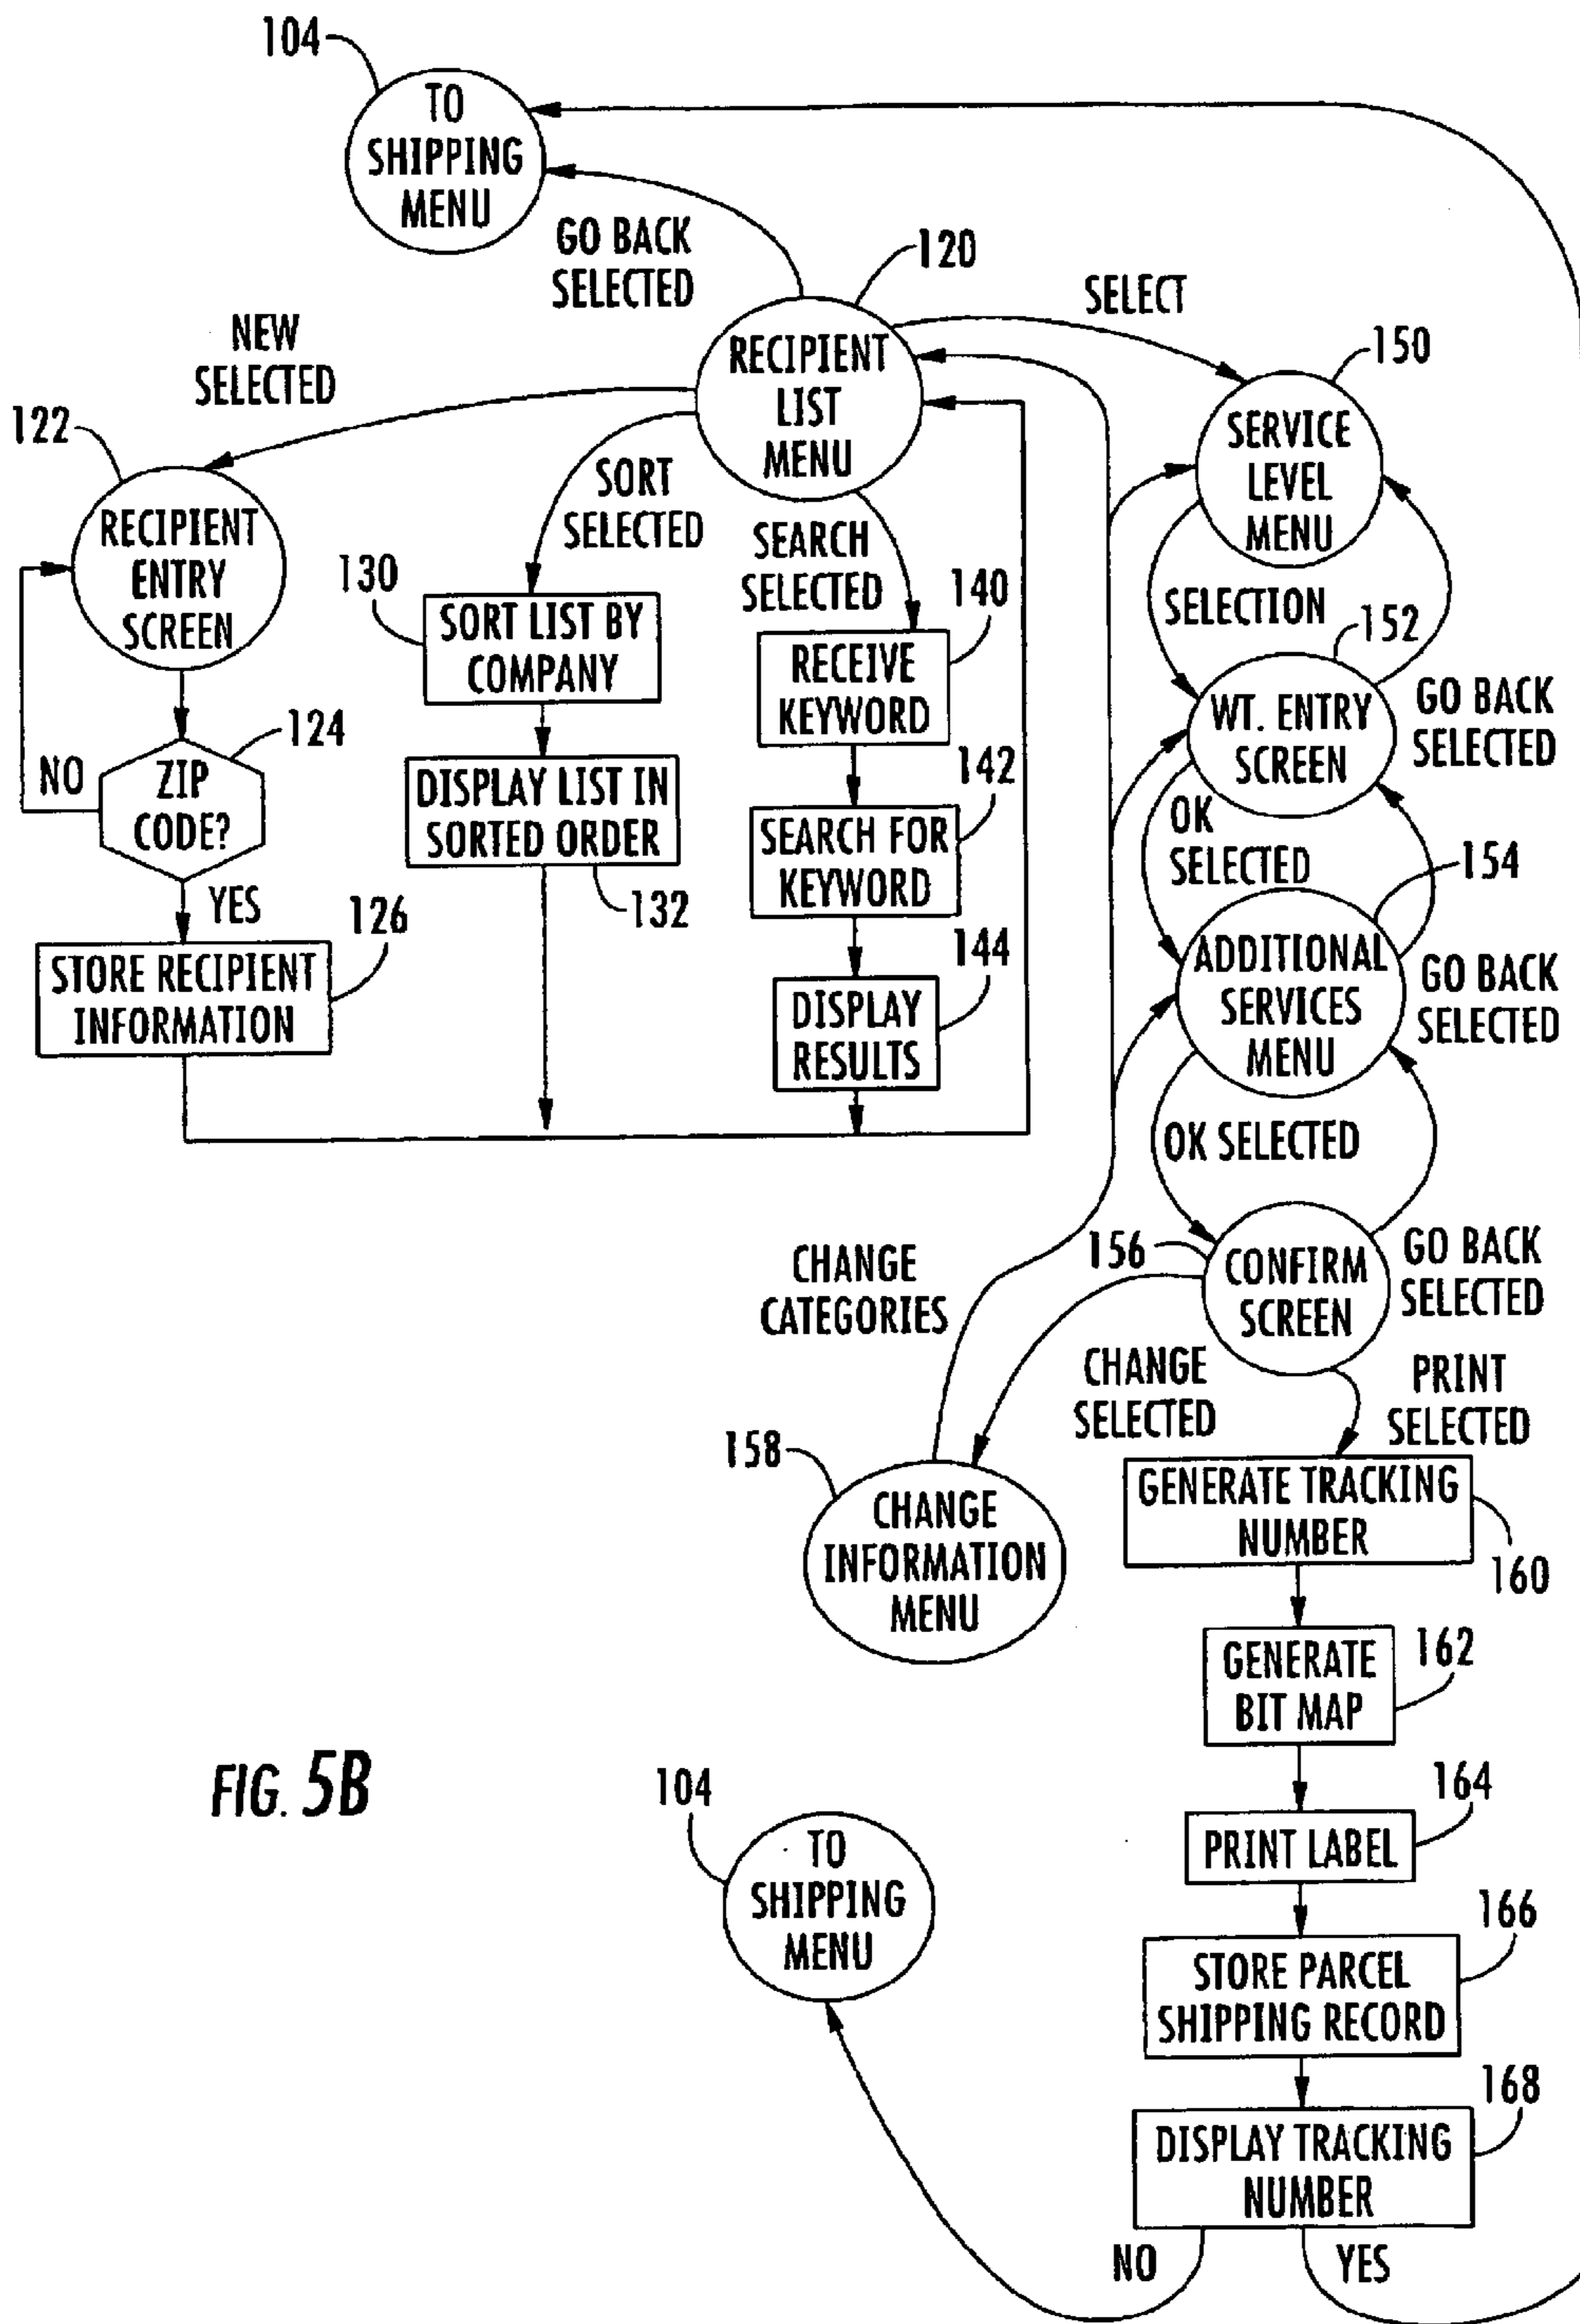 104
TO
SHIPPING
MENU
GO BACK
SELECTED
120
SELECT
NEW
SELECTED
RECIPIENT
LIST
MENU
150
SERVICE
LEVEL
MENU
122
RECIPIENT
ENTRY
SCREEN
SORT
SELECTED
SEARCH
SELECTED
130
SORT LIST BY
COMPANY
140
RECEIVE
KEYWORD
SELECTION
152
WT. ENTRY
SCREEN
GO BACK
SELECTED
124
NO
ZIP
CODE?
DISPLAY LIST IN
SORTED ORDER
132
142
SEARCH FOR
KEYWORD
OK
SELECTED
154
YES
126
STORE RECIPIENT
INFORMATION
144
DISPLAY
RESULTS
ADDITIONAL
SERVICES
MENU
GO BACK
SELECTED
OK SELECTED
CHANGE
CATEGORIES
156
CONFIRM
SCREEN
GO BACK
SELECTED
CHANGE
SELECTED
PRINT
SELECTED
158
CHANGE
INFORMATION
MENU
GENERATE TRACKING
NUMBER
160
GENERATE
BIT MAP
162
FIG. 5B
104
TO
SHIPPING
MENU
164
PRINT LABEL
166
STORE PARCEL
SHIPPING RECORD
168
DISPLAY TRACKING
NUMBER
NO
YES